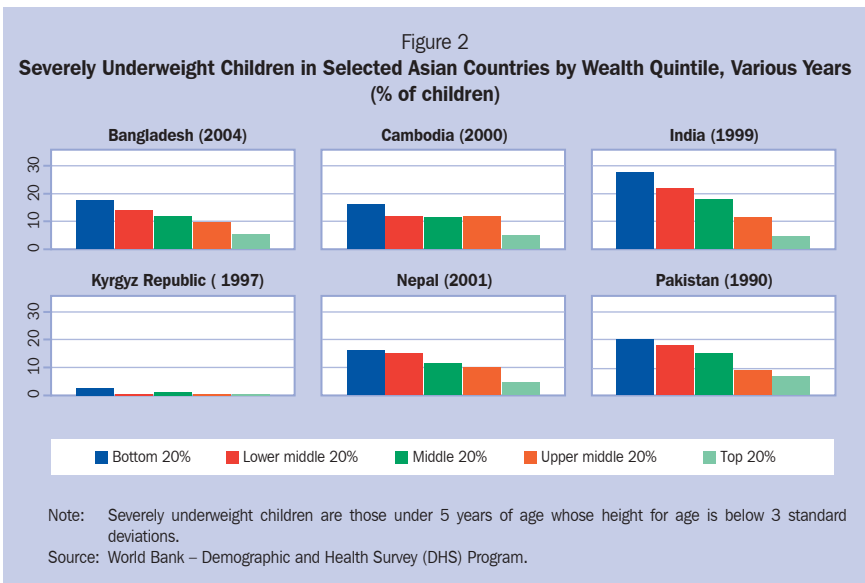 Figure 2
Severely Underweight Children in Selected Asian Countries by Wealth Quintile, Various Years
(% of children)
Bangladesh (2004)
Cambodia (2000)
India (1999)
30
20
10
0
Kyrgyz Republic ( 1997)
Nepal (2001)
Pakistan (1990)
30
20
10
0
Bottom 20%
Lower middle 20%
Middle 20%
Upper middle 20%
Top 20%
Note: Severely underweight children are those under 5 years of age whose height for age is below 3 standard
deviations.
Source: World Bank – Demographic and Health Survey (DHS) Program.